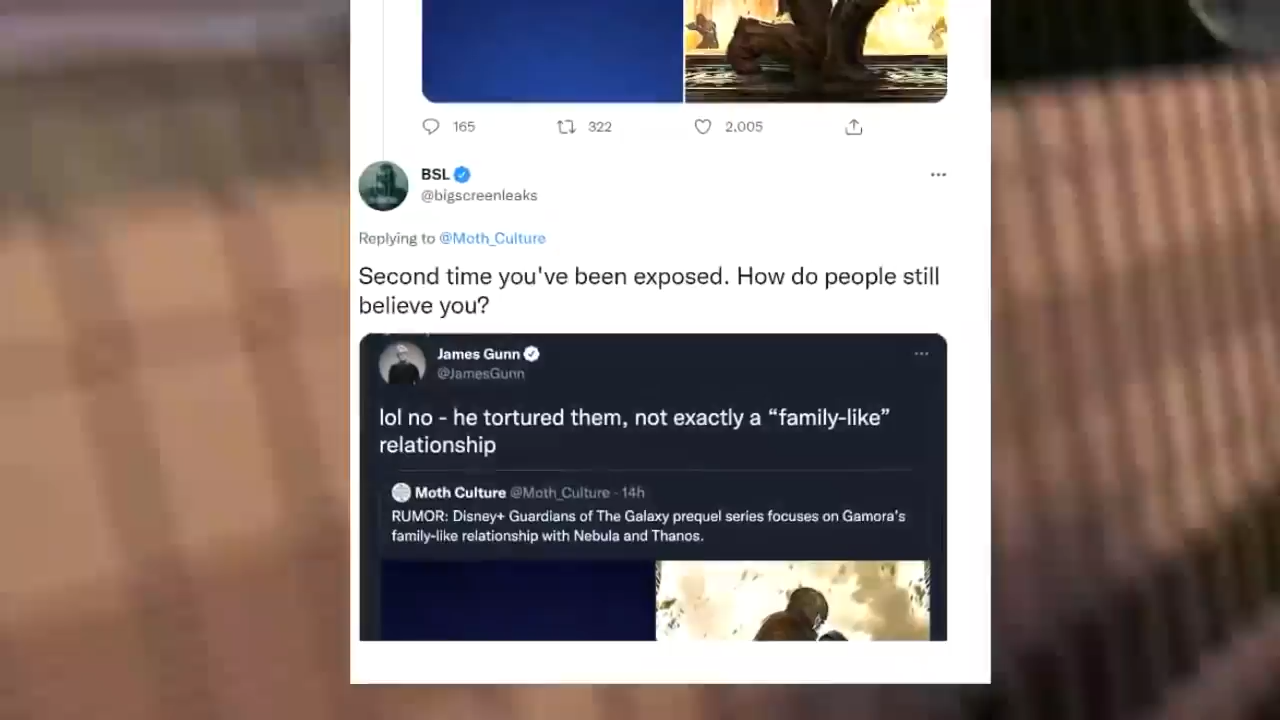 165 322 2.005
BSL
@bigscreenleaks
Replying to @Moth_Culture
Second time you've been exposed. How do people still
believe you?
James Gunn
@JamesGunn
lol no - he tortured them, not exactly a “family-like”
relationship
Moth Culture @Moth_Culture · 14h
RUMOR: Disney+ Guardians of The Galaxy prequel series focuses on Gamora's
family-like relationship with Nebula and Thanos.